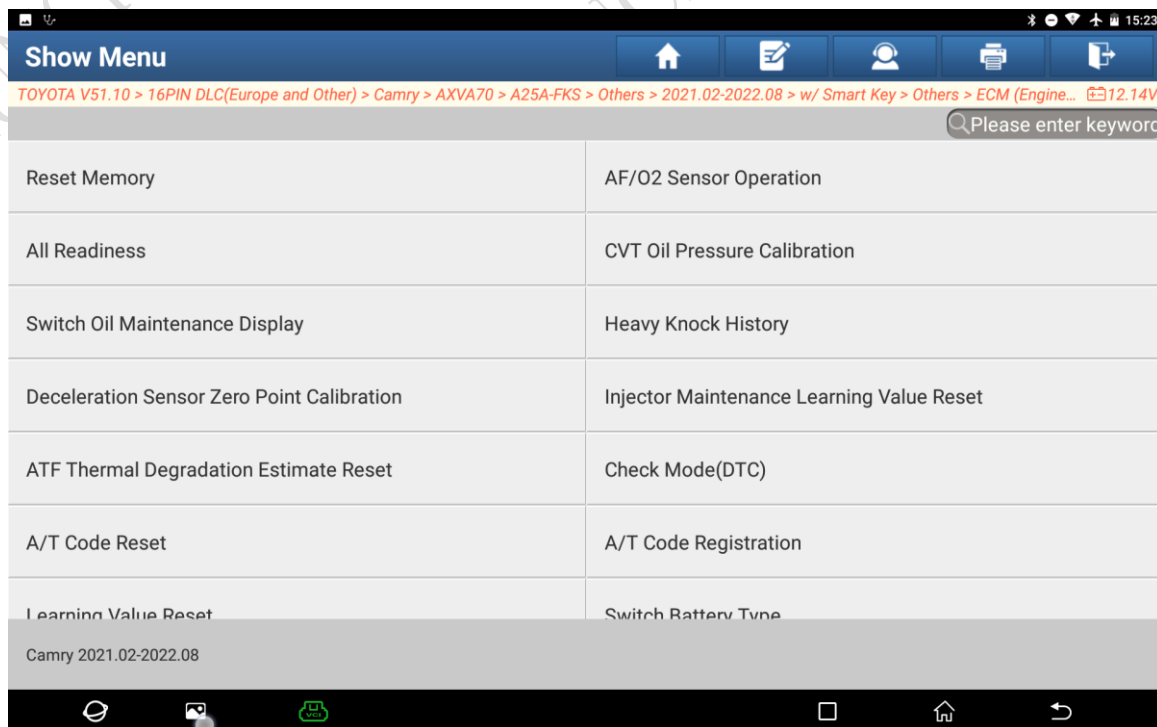 15:23
Show Menu
TOYOTA V51.10 > 16PIN DLC(Europe and Other) > Camry > AXVA70 > A25A-FKS > Others > 2021.02-2022.08 > w/ Smart Key > Others > ECM (Engine... 12.14V
Please enter keyword
Reset Memory
AF/O2 Sensor Operation
All Readiness
CVT Oil Pressure Calibration
Switch Oil Maintenance Display
Heavy Knock History
Deceleration Sensor Zero Point Calibration
Injector Maintenance Learning Value Reset
ATF Thermal Degradation Estimate Reset
Check Mode(DTC)
A/T Code Reset
A/T Code Registration
Learning Value Reset
Switch Battery Type
Camry 2021.02-2022.08
VCI